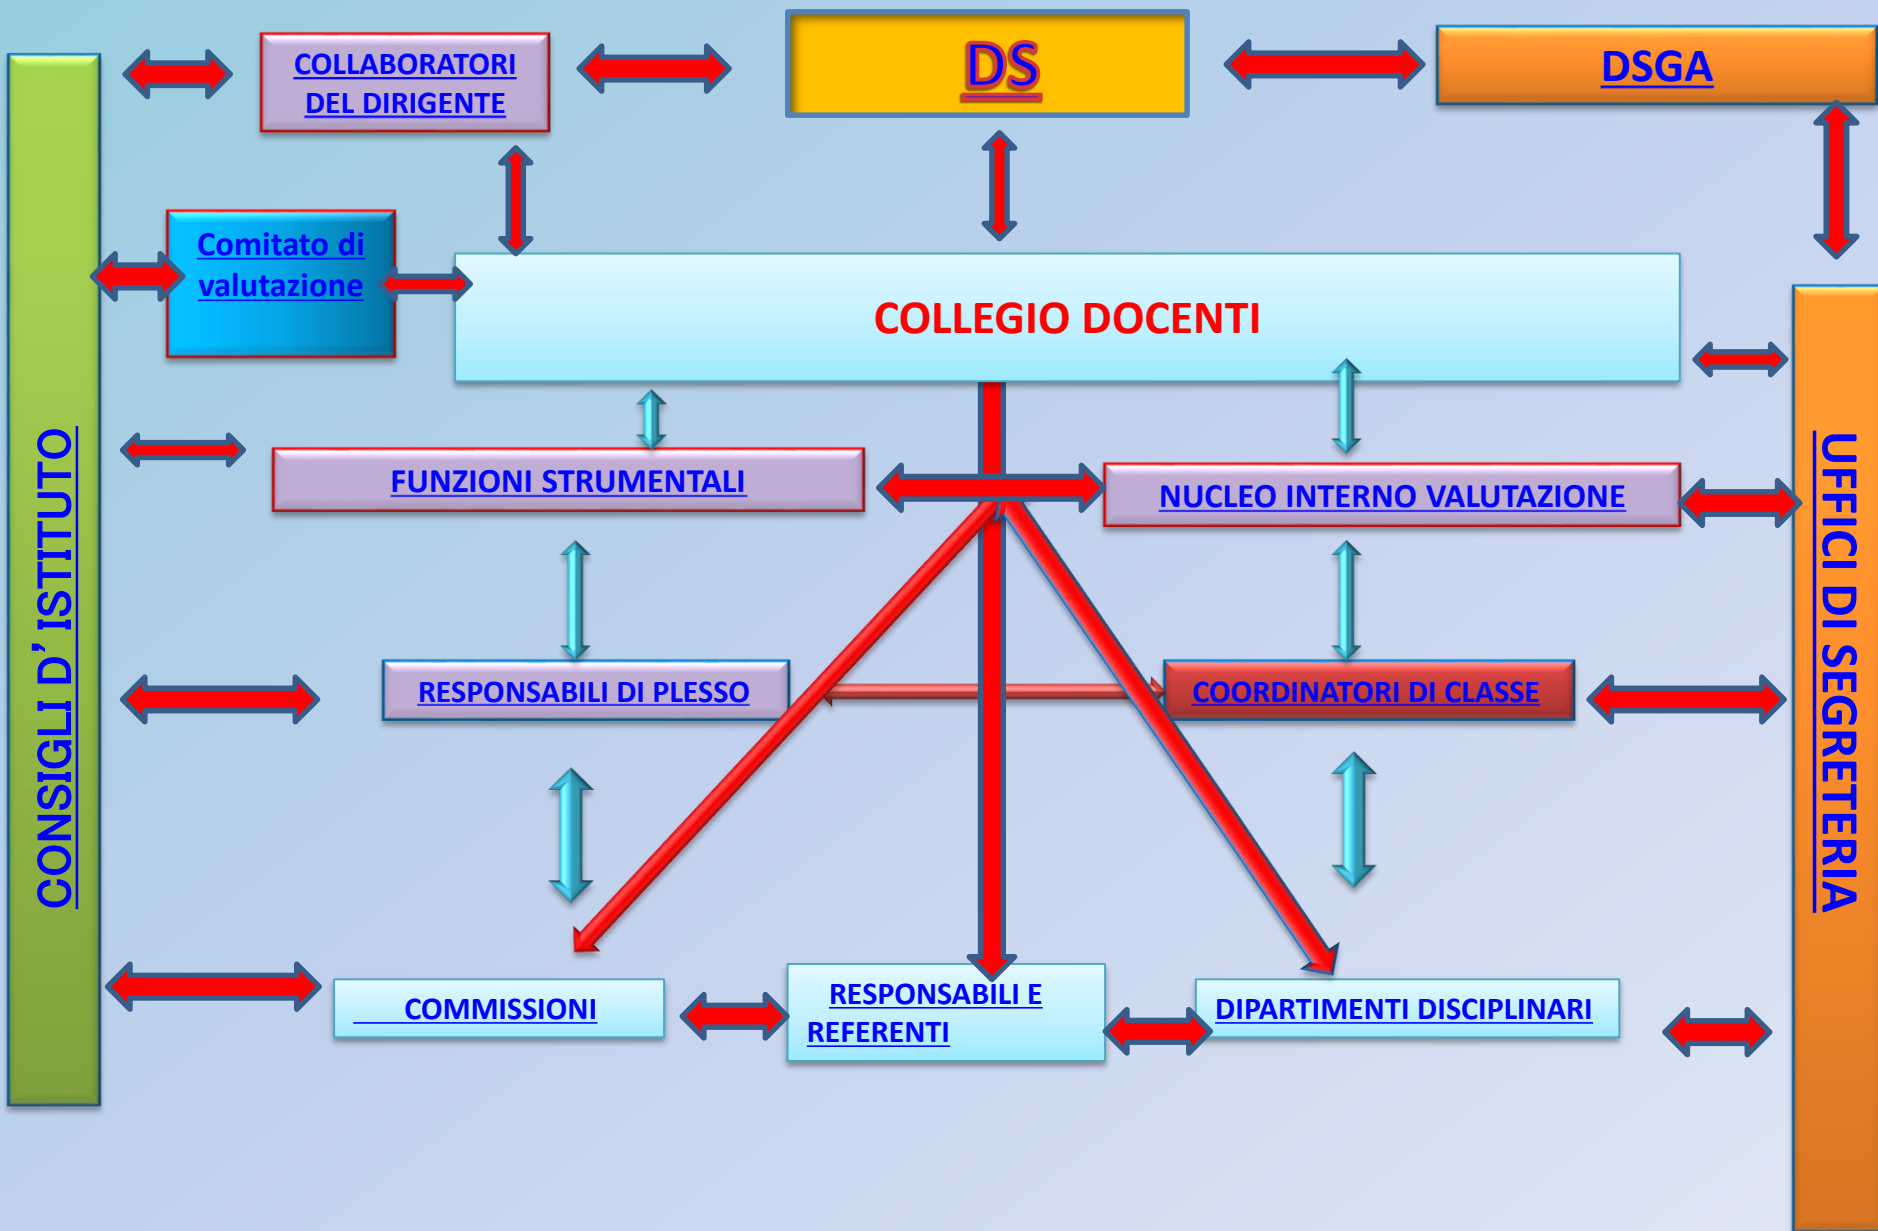 COLLABORATORI
DEL DIRIGENTE
DS
DSGA
Comitato di
valutazione
COLLEGIO DOCENTI
CONSIGLI D’ ISTITUTO
FUNZIONI STRUMENTALI
NUCLEO INTERNO VALUTAZIONE
UFFICI DI SEGRETERIA
RESPONSABILI DI PLESSO
COORDINATORI DI CLASSE
COMMISSIONI
RESPONSABILI E
REFERENTI
DIPARTIMENTI DISCIPLINARI